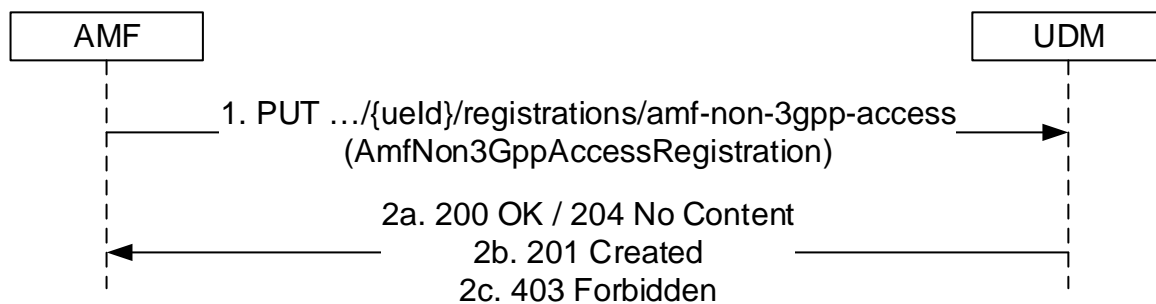 AMF
UDM
1. PUT …/{ueId}/registrations/amf-non-3gpp-access
(AmfNon3GppAccessRegistration)
2a. 200 OK / 204 No Content
2b. 201 Created
2c. 403 Forbidden